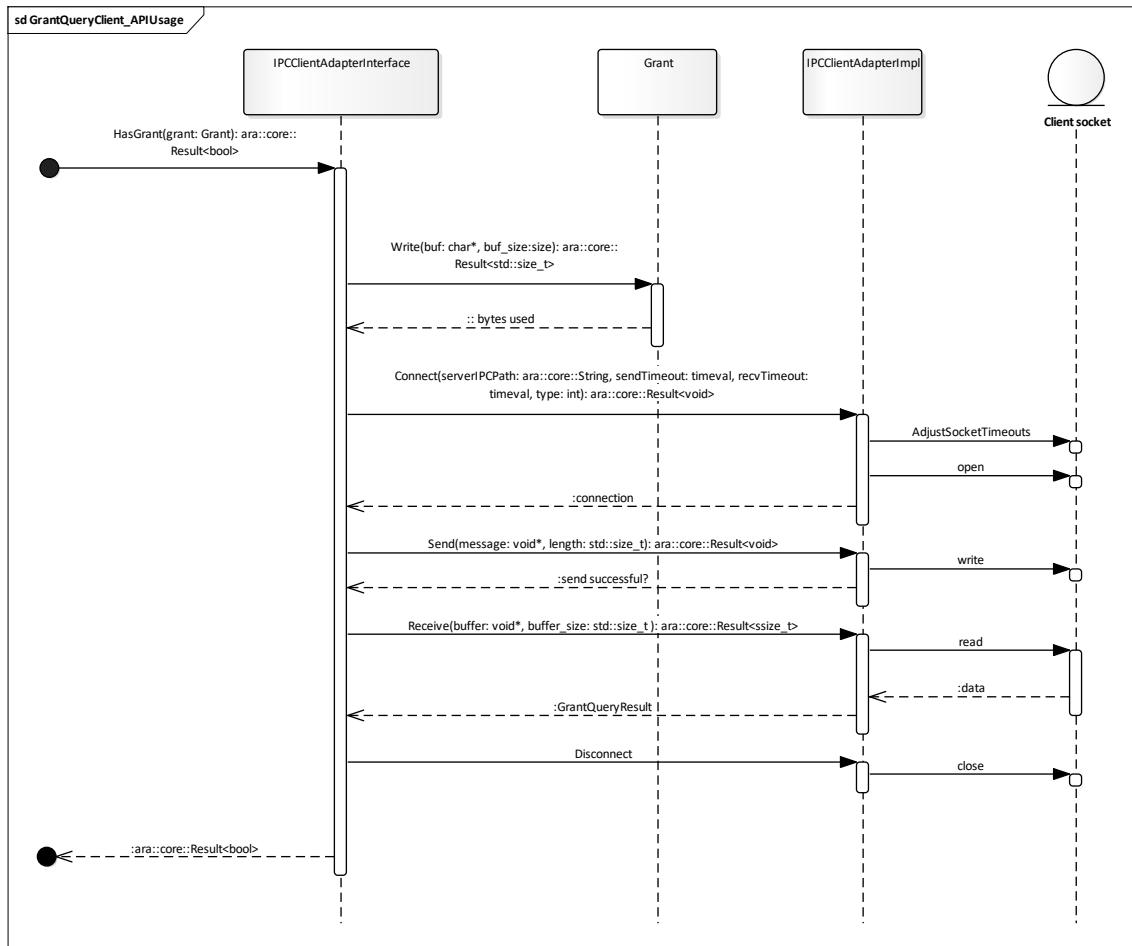 sd GrantQueryClient_APIUsage
IPCClientAdapterInterface
Grant
IPCClientAdapterImpl
Client socket
HasGrant(grant: Grant): ara::core::
Result<bool>
Write(buf: char*, buf_size:size): ara::core::
Result<std::size_t>
:: bytes used
Connect(serverIPCPath: ara::core::String, sendTimeout: timeval, recvTimeout:
timeval, type: int): ara::core::Result<void>
AdjustSocketTimeouts
open
:connection
Send(message: void*, length: std::size_t): ara::core::Result<void>
write
:send successful?
Receive(buffer: void*, buffer_size: std::size_t ): ara::core::Result<ssize_t>
read
:data
:GrantQueryResult
Disconnect
close
:ara::core::Result<bool>